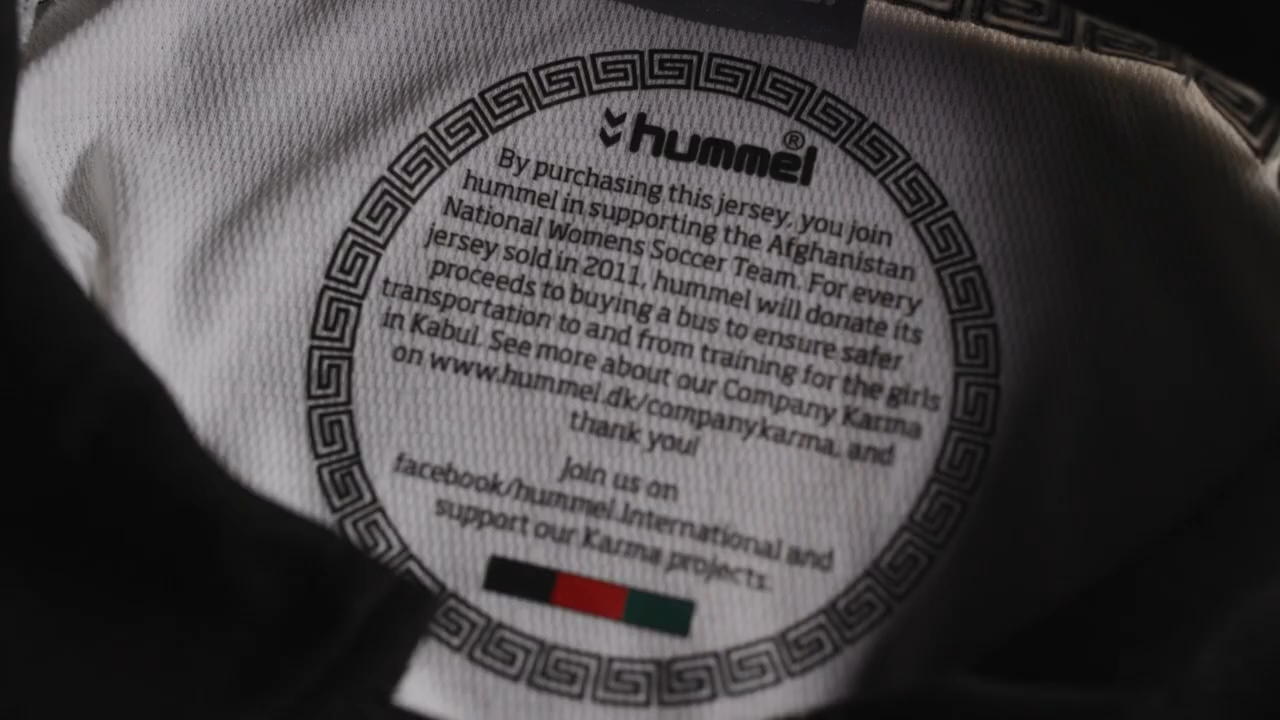 hummel®
By purchasing this jersey, you join
hummel in supporting the Afghanistan
National Womens Soccer Team. For every
jersey sold in 2011, hummel will donate its
proceeds to buying a bus to ensure safer
transportation to and from training for the girls
in Kabul. See more about our Company Karma
on www.hummel.dk/companykarma, and
thank you!
Join us on
facebook/hummel.International and
support our Karma projects.